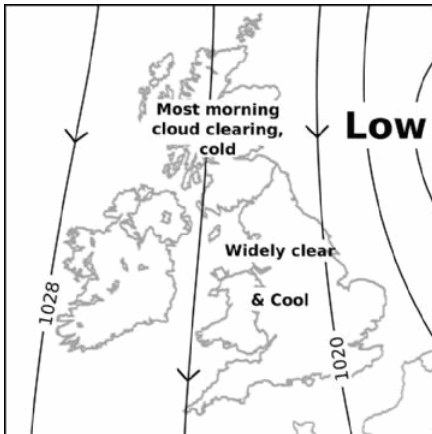 Most morning
cloud clearing,
cold
Low
Widely clear
& Cool
1028
1020